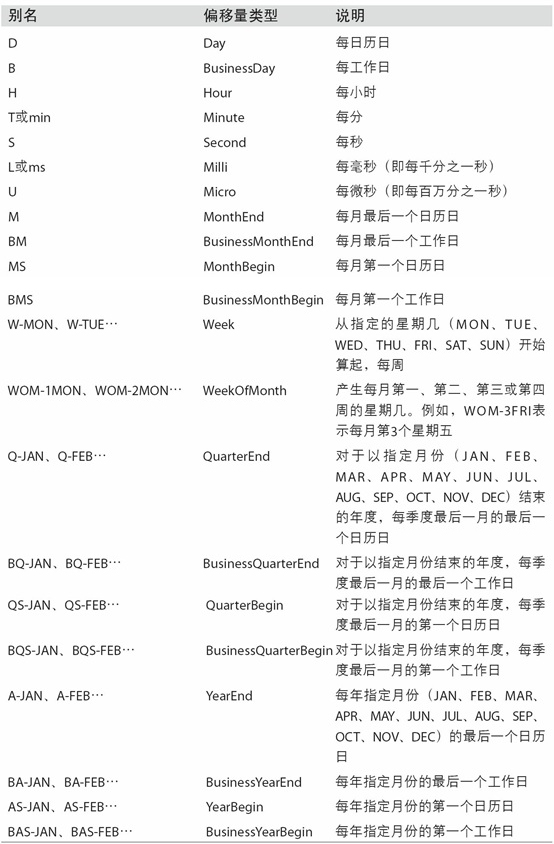 别名 偏移量类型 说明
D Day 每日历日
B BusinessDay 每工作日
H Hour 每小时
T或min Minute 每分
S Second 每秒
L或ms Milli 每毫秒（即每千分之一秒）
U Micro 每微秒（即每百万分之一秒）
M MonthEnd 每月最后一个日历日
BM BusinessMonthEnd 每月最后一个工作日
MS MonthBegin 每月第一个日历日
BMS BusinessMonthBegin 每月第一个工作日
W-MON、W-TUE… Week 从指定的星期几（MON、TUE、
WED、THU、FRI、SAT、SUN）开始
算起，每周
WOM-1MON、WOM-2MON… WeekOfMonth 产生每月第一、第二、第三或第四
周的星期几。例如，WOM-3FRI表
示每月第3个星期五
Q-JAN、Q-FEB… QuarterEnd 对于以指定月份（JAN、FEB、
MAR、APR、MAY、JUN、JUL、
AUG、SEP、OCT、NOV、DEC）结束
的年度，每季度最后一月的最后一
个日历日
BQ-JAN、BQ-FEB… BusinessQuarterEnd 对于以指定月份结束的年度，每季
度最后一月的最后一个工作日
QS-JAN、QS-FEB… QuarterBegin 对于以指定月份结束的年度，每季
度最后一月的第一个日历日
BQS-JAN、BQS-FEB… BusinessQuarterBegin 对于以指定月份结束的年度，每季
度最后一月的第一个工作日
A-JAN、A-FEB… YearEnd 每年指定月份（JAN、FEB、MAR、
APR、MAY、JUN、JUL、AUG、SEP、
OCT、NOV、DEC）的最后一个日历
日
BA-JAN、BA-FEB… BusinessYearEnd 每年指定月份的最后一个工作日
AS-JAN、AS-FEB… YearBegin 每年指定月份的第一个日历日
BAS-JAN、BAS-FEB… BusinessYearBegin 每年指定月份的第一个工作日